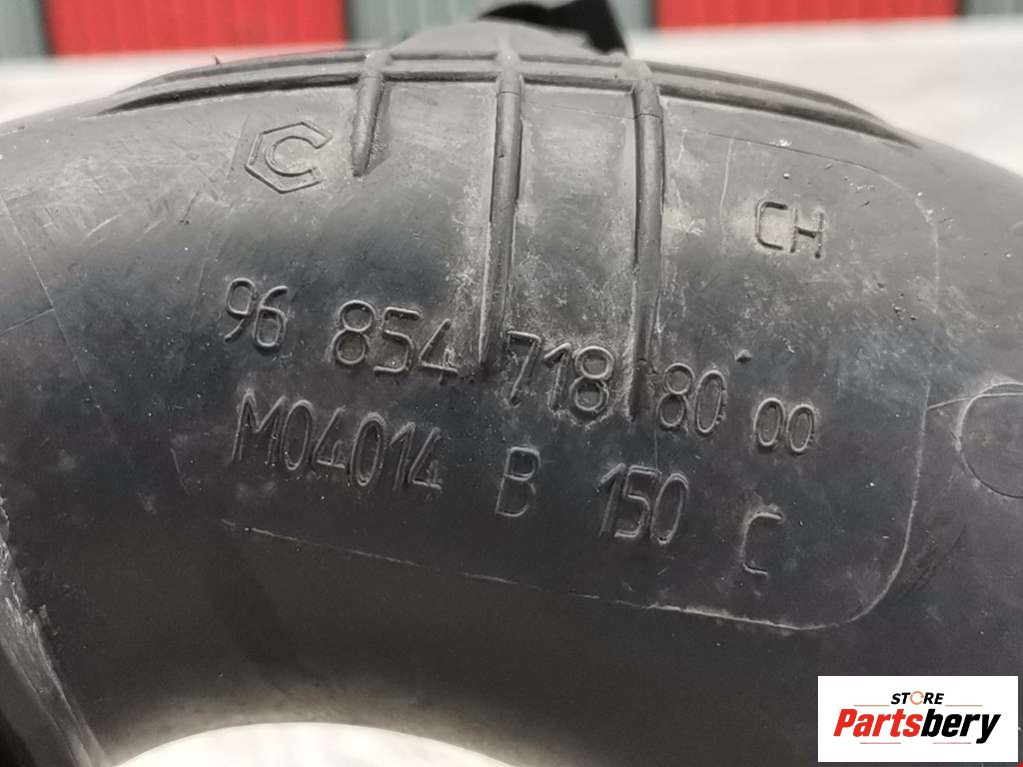 C
CH
96 854 718 80 00
M04014 B 150 C
STORE
Partsbery